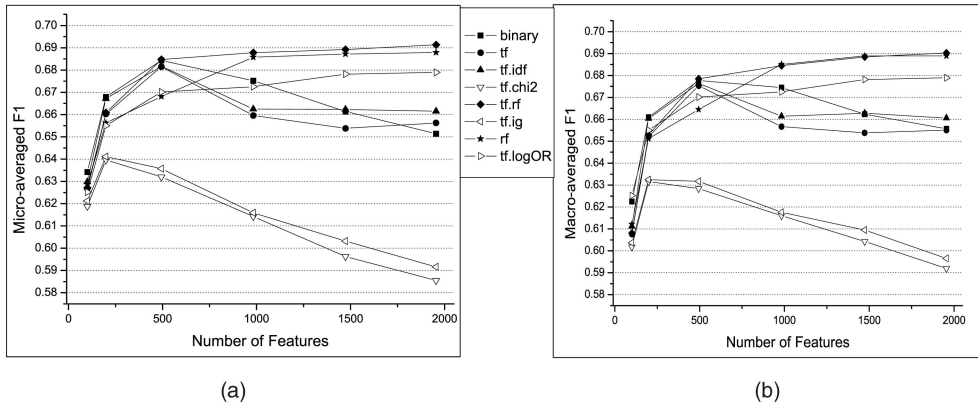 0.70
0.69
0.68
0.67
0.66
0.65
0.64
0.63
0.62
0.61
0.60
0.59
0.58
Micro-averaged F1
0 500 1000 1500 2000
Number of Features
(a)
binary
tf
tf.idf
tf.chi2
tf.rf
tf.ig
rf
tf.logOR
0.70
0.69
0.68
0.67
0.66
0.65
0.64
0.63
0.62
0.61
0.60
0.59
0.58
Macro-averaged F1
0 500 1000 1500 2000
Number of Features
(b)